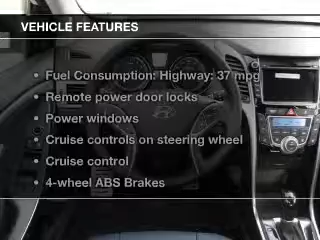 VEHICLE FEATURES
• Fuel Consumption: Highway: 37 mpg
• Remote power door locks
• Power windows
• Cruise controls on steering wheel
• Cruise control
• 4-wheel ABS Brakes